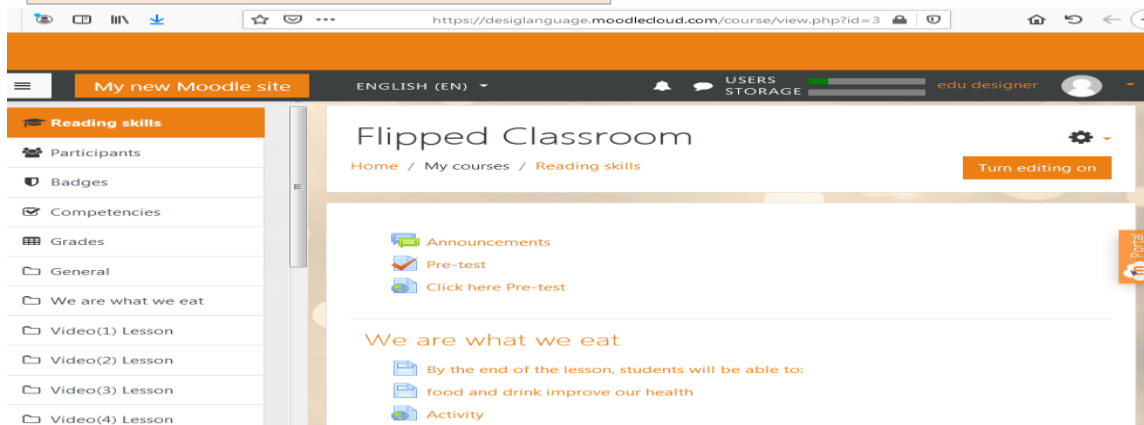 https://desiglanguage.moodlecloud.com/course/view.php?id=3
My new Moodle site
ENGLISH (EN)
USERS
STORAGE
edu designer
Reading skills
Participants
Badges
Competencies
Grades
General
We are what we eat
Video(1) Lesson
Video(2) Lesson
Video(3) Lesson
Video(4) Lesson
Flipped Classroom
Home / My courses / Reading skills
Turn editing on
Announcements
Pre-test
Click here Pre-test
We are what we eat
By the end of the lesson, students will be able to:
food and drink improve our health
Activity
Portal